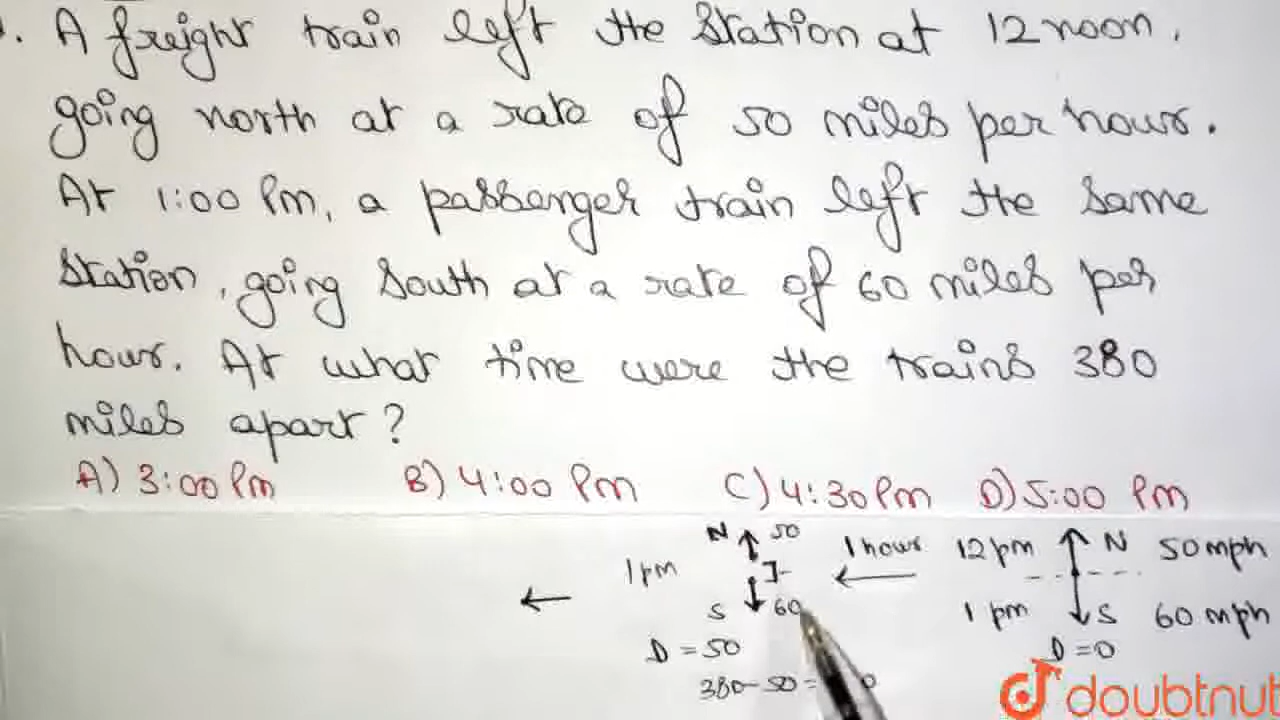 . A freight train left the station at 12 noon,
going north at a rate of 50 miles per hour.
At 1:00 Pm, a passenger train left the same
station, going South at a rate of 60 miles per
hour. At what time were the trains 380
miles apart?
A) 3:00 Pm B) 4:00 Pm C) 4:30 Pm D) 5:00 Pm
N 50 1 hour 12 pm N 50 mph
1 pm
S 60 1 pm S 60 mph
D = 50 D = 0
380 - 50 =
doubtnut